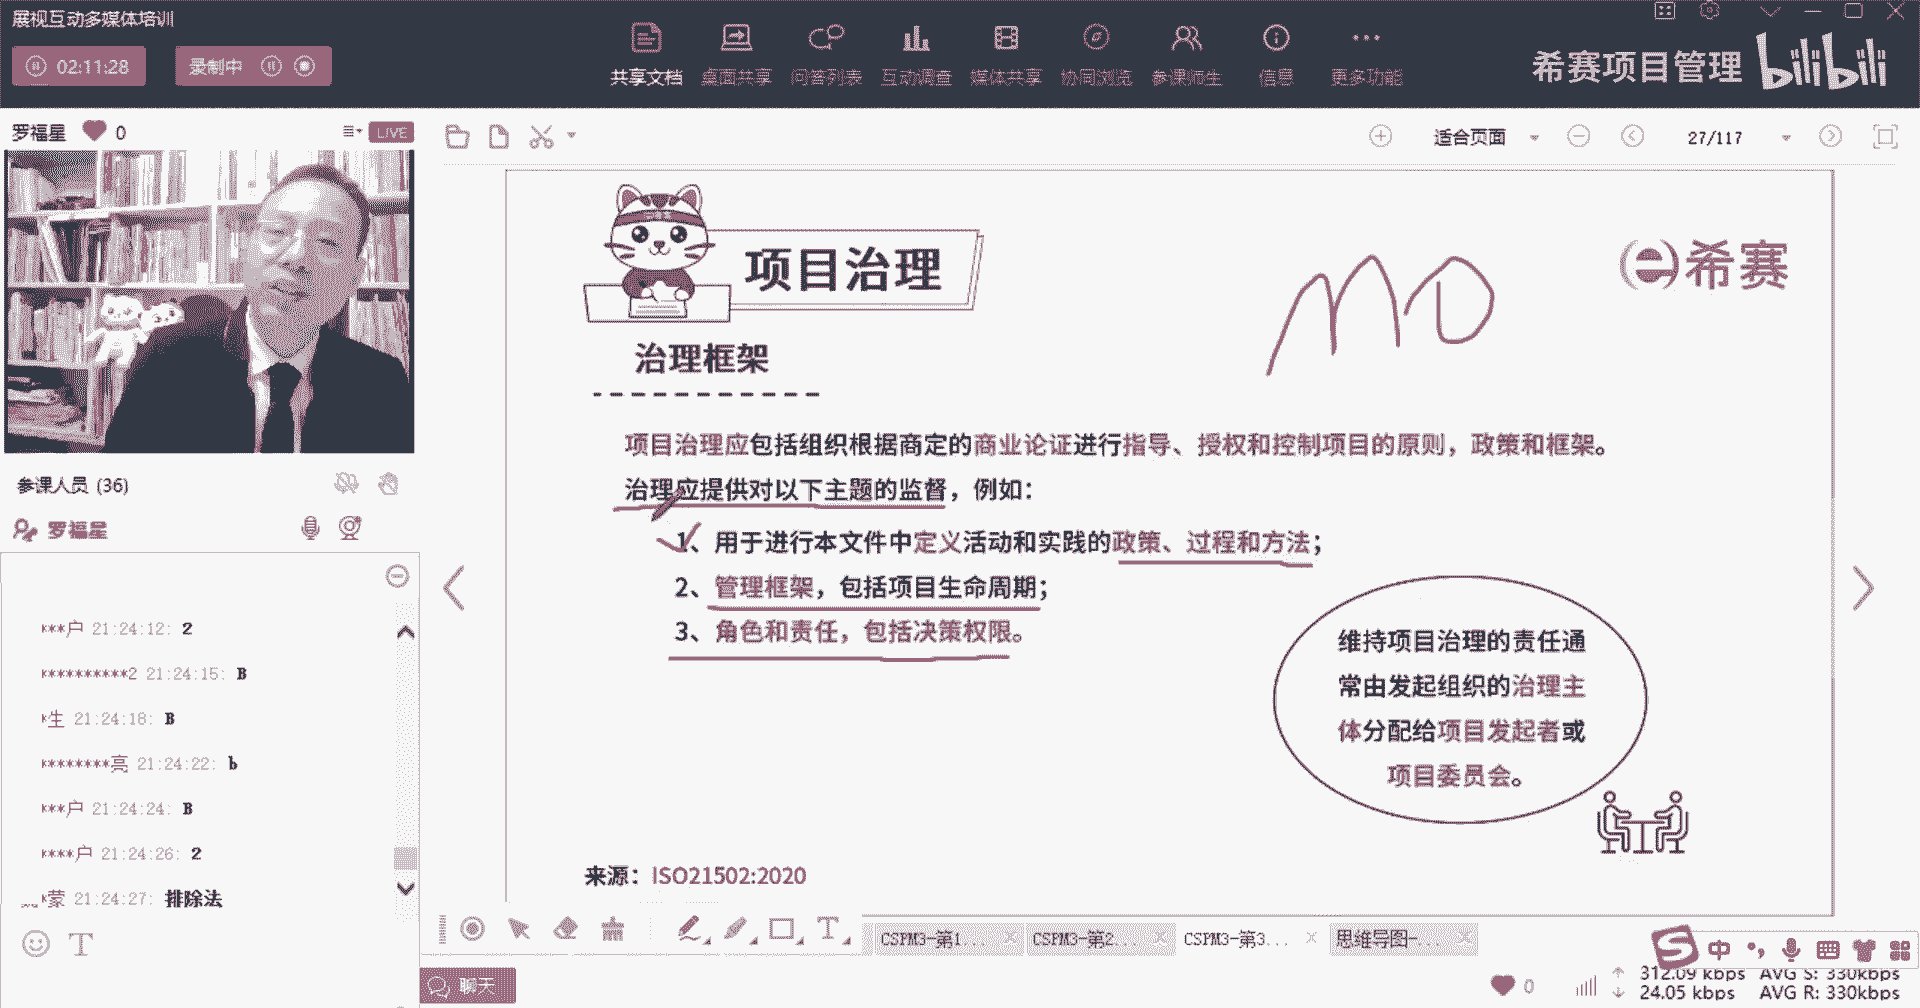 展视互动多媒体培训
02:11:28
录制中
共享文档
桌面共享
问答列表
互动调查
媒体共享
协同浏览
参课师生
信息
更多功能
希赛项目管理
bilibili
罗福星 0
LIVE
适合页面
27/117
参课人员 (36)
罗福星
***户 21:24:12: 2
**********2 21:24:15: B
*生 21:24:18: B
********亮 21:24:22: b
***户 21:24:24: B
****户 21:24:26: 2
*蒙 21:24:27: 排除法
T
聊天
项目治理
希赛
治理框架
项目治理应包括组织根据商定的商业论证进行指导、授权和控制项目的原则，政策和框架。
治理应提供对以下主题的监督，例如：
1、用于进行本文件中定义活动和实践的政策、过程和方法；
2、管理框架，包括项目生命周期；
3、角色和责任，包括决策权限。
维持项目治理的责任通
常由发起组织的治理主
体分配给项目发起者或
项目委员会。
来源：ISO21502:2020
T
CSPM3-第1...
CSPM3-第2...
CSPM3-第3...
思维导图-...
S 中
0
312.09 kbps AVG S: 330kbps
24.05 kbps AVG R: 330kbps